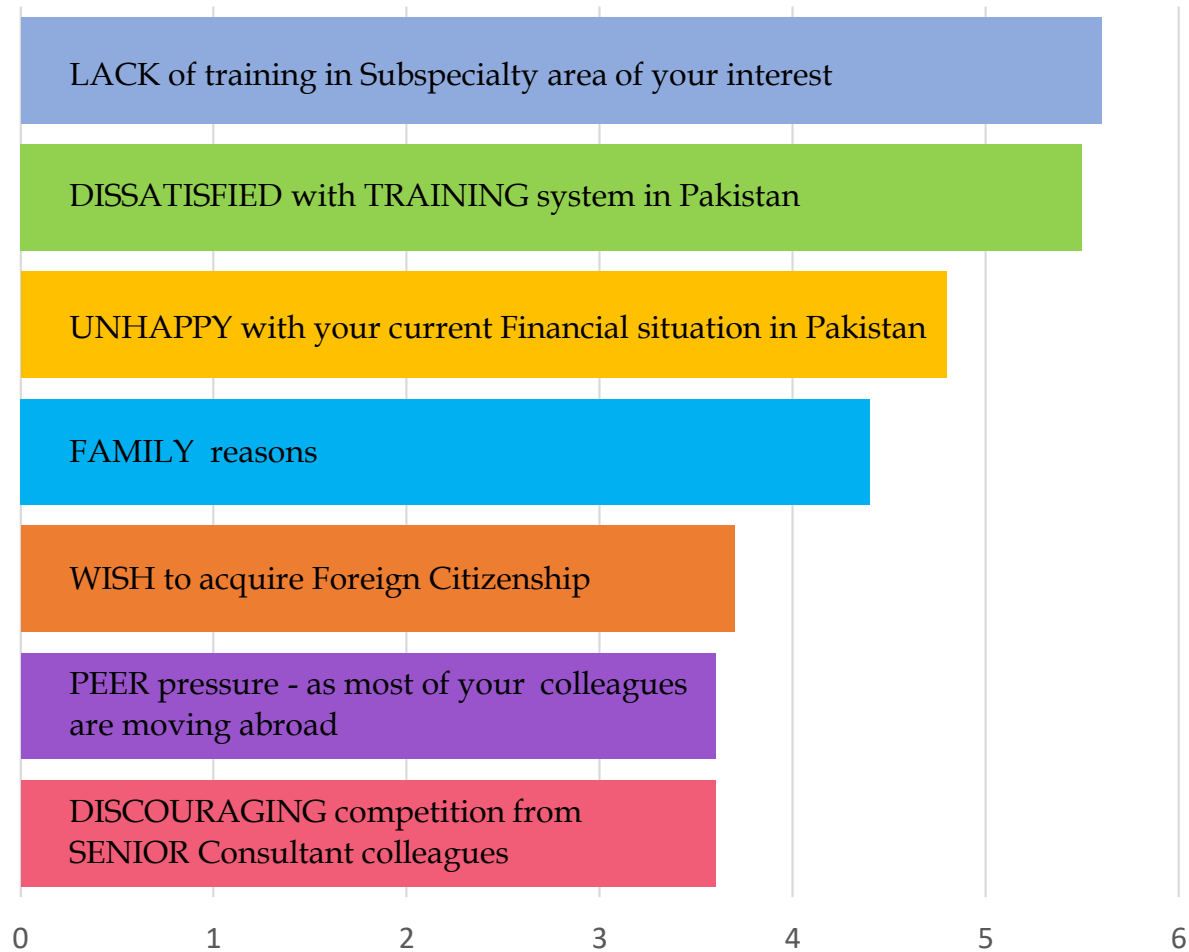 LACK of training in Subspecialty area of your interest
DISSATISFIED with TRAINING system in Pakistan
UNHAPPY with your current Financial situation in Pakistan
FAMILY  reasons
WISH to acquire Foreign Citizenship
PEER pressure - as most of your  colleagues
are moving abroad
DISCOURAGING competition from
SENIOR Consultant colleagues
0 1 2 3 4 5 6